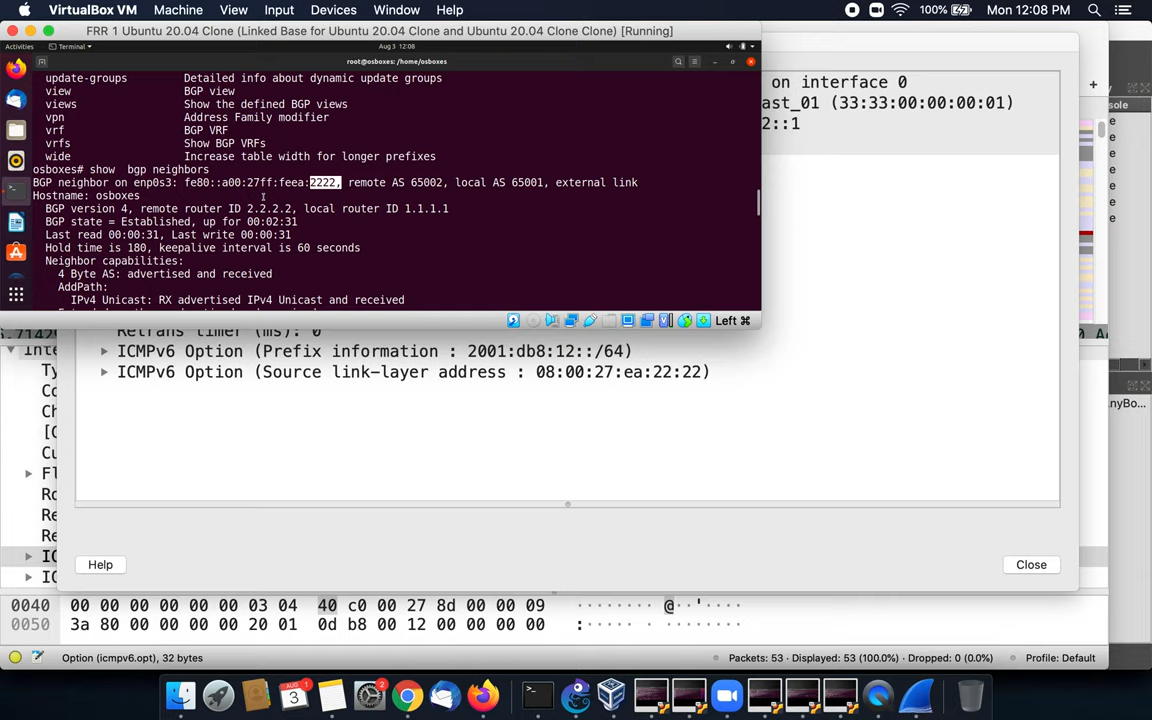 VirtualBox VM Machine View Input Devices Window Help
100% Mon 12:08 PM
FRR 1 Ubuntu 20.04 Clone (Linked Base for Ubuntu 20.04 Clone and Ubuntu 20.04 Clone) [Running]
Activities Terminal Aug 3 12:08
root@osboxes: /home/osboxes
update-groups Detailed info about dynamic update groups
view BGP view
views Show the defined BGP views
vpn Address Family modifier
vrf BGP VRF
vrfs Show BGP VRFs
wide Increase table width for longer prefixes
osboxes# show bgp neighbors
BGP neighbor on enp0s3: fe80::a00:27ff:feea:2222, remote AS 65002, local AS 65001, external link
Hostname: osboxes
BGP version 4, remote router ID 2.2.2.2, local router ID 1.1.1.1
BGP state = Established, up for 00:02:31
Last read 00:00:31, Last write 00:00:31
Hold time is 180, keepalive interval is 60 seconds
Neighbor capabilities:
4 Byte AS: advertised and received
AddPath:
IPv4 Unicast: RX advertised IPv4 Unicast and received
Left ⌘
on interface 0
ast_01 (33:33:00:00:00:01)
2::1
Retrans timer (ms): 0
ICMPv6 Option (Prefix information : 2001:db8:12::/64)
ICMPv6 Option (Source link-layer address : 08:00:27:ea:22:22)
Help
Close
0040 00 00 00 00 00 03 04 40 c0 00 27 8d 00 00 09 ········@··'····
0050 3a 80 00 00 00 00 20 01 0d b8 00 12 00 00 00 00 :····· ·········
Option (icmpv6.opt), 32 bytes
Packets: 53 · Displayed: 53 (100.0%) · Dropped: 0 (0.0%)
Profile: Default